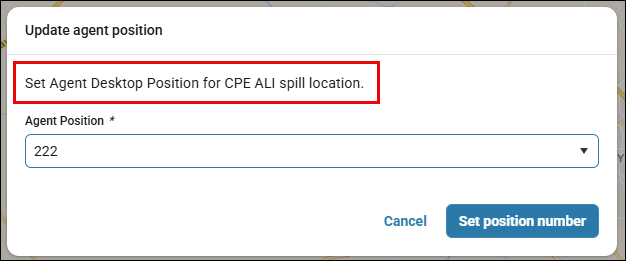 Update agent position
Set Agent Desktop Position for CPE ALI spill location.
Agent Position *
222
Cancel
Set position number